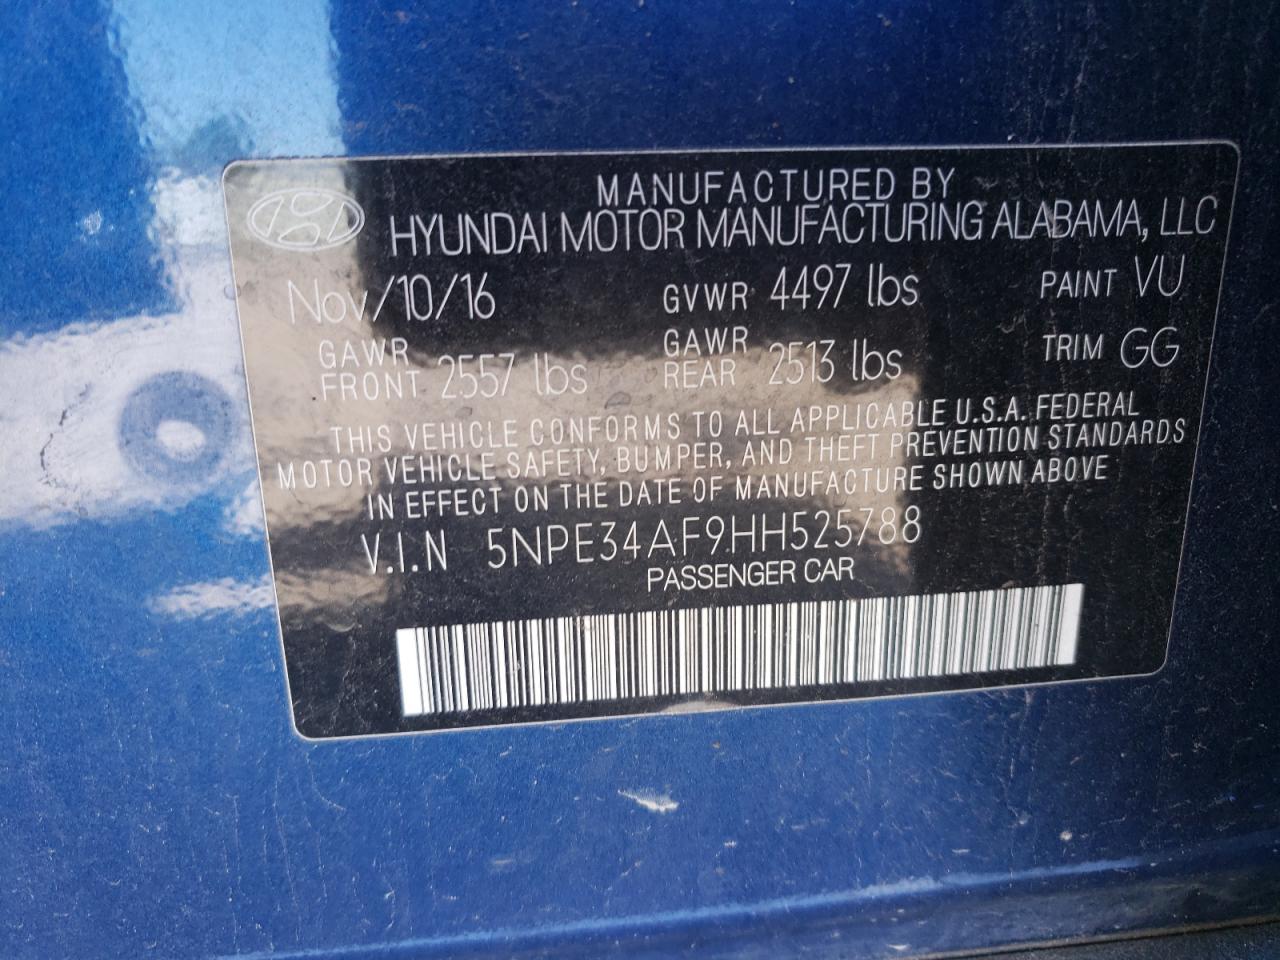 MANUFACTURED BY
HYUNDAI MOTOR MANUFACTURING ALABAMA, LLC
Nov/10/16 GVWR 4497 lbs PAINT VU
GAWR FRONT 2557 lbs GAWR REAR 2513 lbs TRIM GG
THIS VEHICLE CONFORMS TO ALL APPLICABLE U.S.A. FEDERAL
MOTOR VEHICLE SAFETY, BUMPER, AND THEFT PREVENTION STANDARDS
IN EFFECT ON THE DATE OF MANUFACTURE SHOWN ABOVE
V.I.N 5NPE34AF9HH525788
PASSENGER CAR